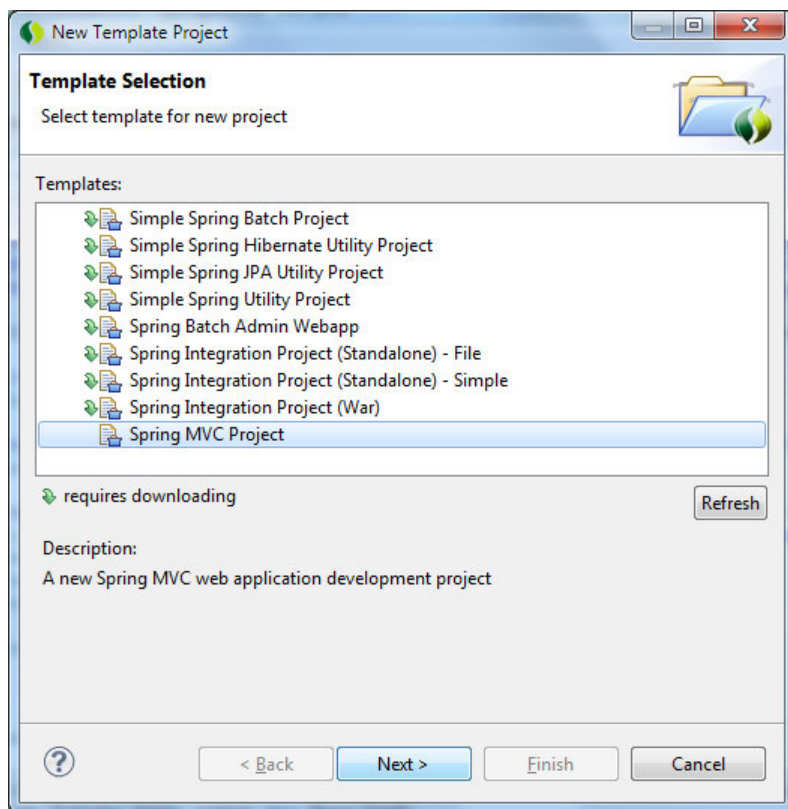 New Template Project
Template Selection
Select template for new project
Templates:
Simple Spring Batch Project
Simple Spring Hibernate Utility Project
Simple Spring JPA Utility Project
Simple Spring Utility Project
Spring Batch Admin Webapp
Spring Integration Project (Standalone) - File
Spring Integration Project (Standalone) - Simple
Spring Integration Project (War)
Spring MVC Project
requires downloading
Refresh
Description:
A new Spring MVC web application development project
? < Back Next > Finish Cancel